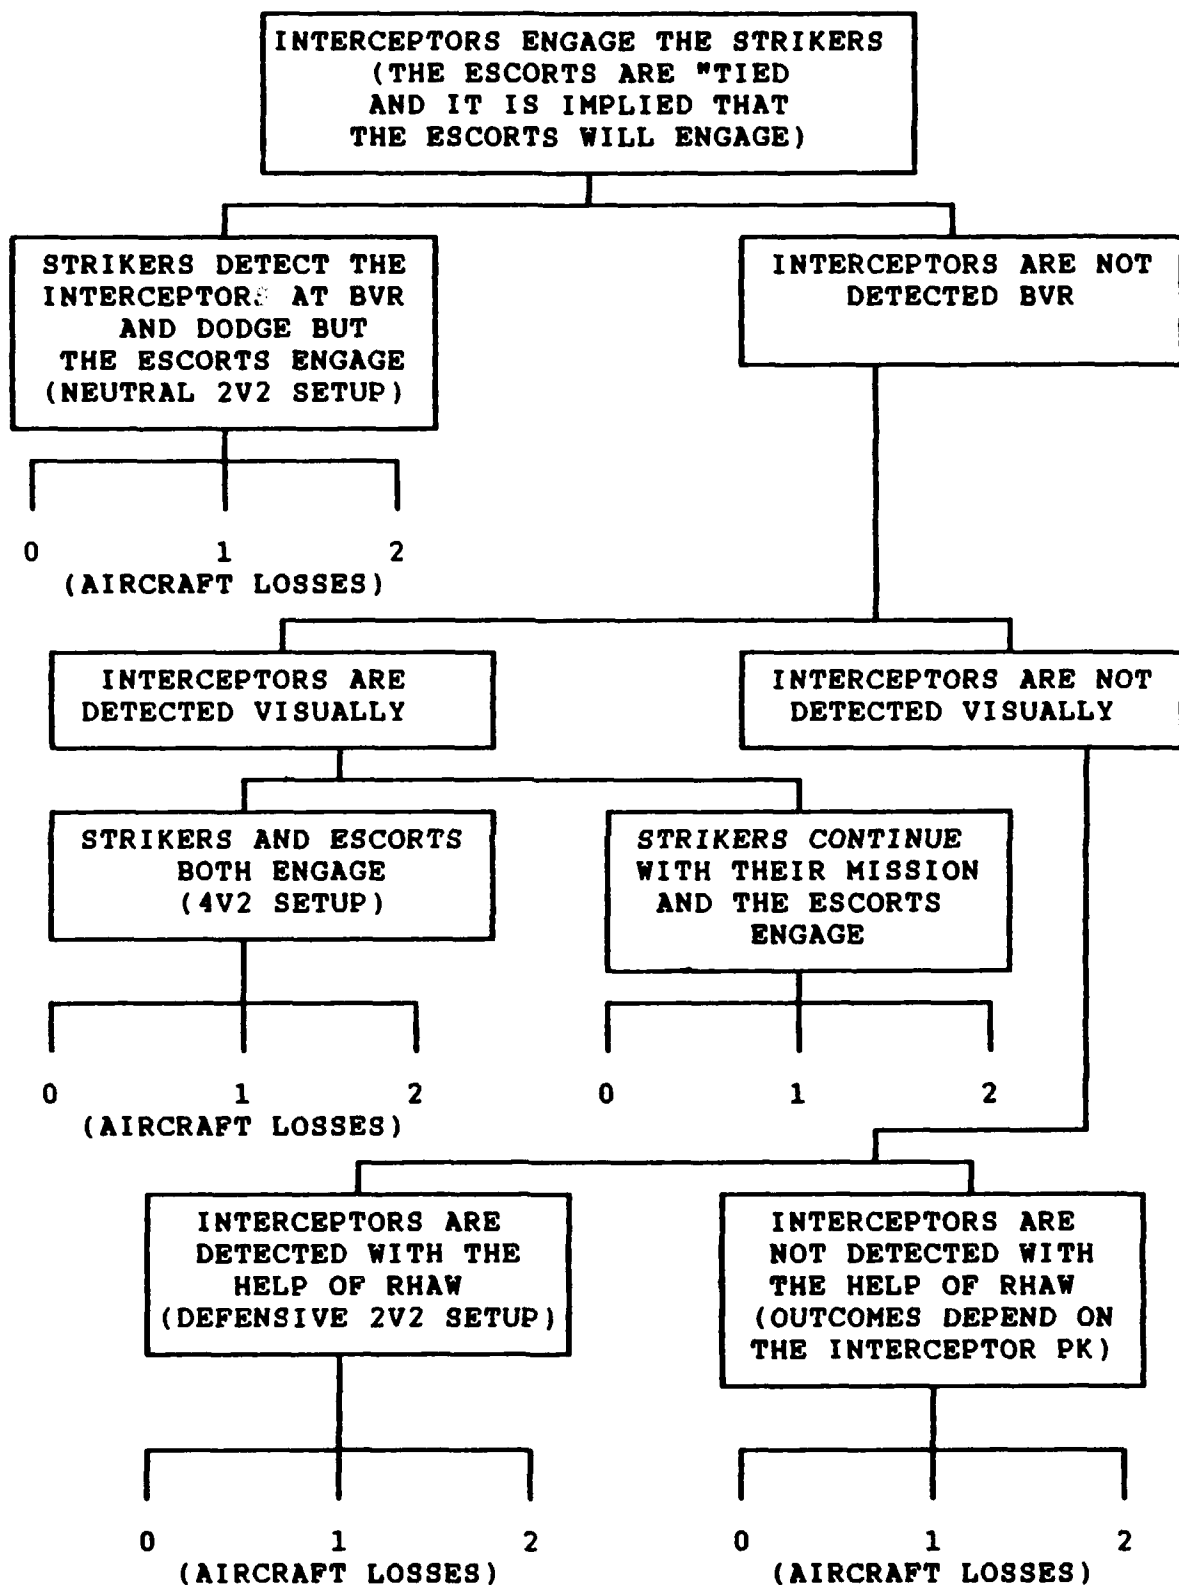 INTERCEPTORS ENGAGE THE STRIKERS
(THE ESCORTS ARE "TIED
AND IT IS IMPLIED THAT
THE ESCORTS WILL ENGAGE)
STRIKERS DETECT THE
INTERCEPTORS AT BVR
AND DODGE BUT
THE ESCORTS ENGAGE
(NEUTRAL 2V2 SETUP)
INTERCEPTORS ARE NOT
DETECTED BVR
0 1 2
(AIRCRAFT LOSSES)
INTERCEPTORS ARE
DETECTED VISUALLY
INTERCEPTORS ARE NOT
DETECTED VISUALLY
STRIKERS AND ESCORTS
BOTH ENGAGE
(4V2 SETUP)
STRIKERS CONTINUE
WITH THEIR MISSION
AND THE ESCORTS
ENGAGE
0 1 2
(AIRCRAFT LOSSES)
0 1 2
INTERCEPTORS ARE
DETECTED WITH THE
HELP OF RHAW
(DEFENSIVE 2V2 SETUP)
INTERCEPTORS ARE
NOT DETECTED WITH
THE HELP OF RHAW
(OUTCOMES DEPEND ON
THE INTERCEPTOR PK)
0 1 2
(AIRCRAFT LOSSES)
0 1 2
(AIRCRAFT LOSSES)